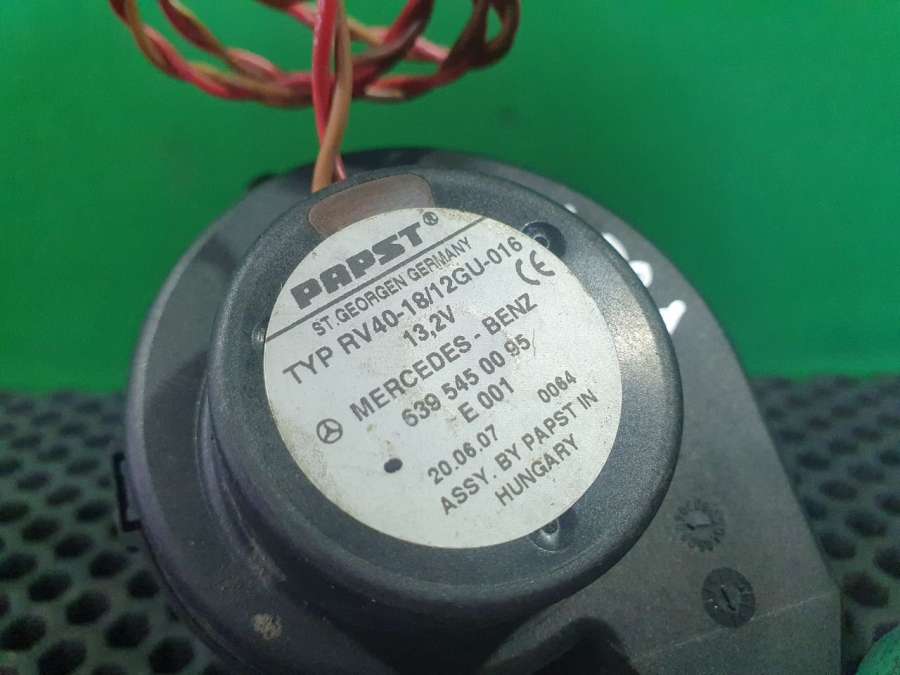 PAPST®
ST.GEORGEN GERMANY
TYP RV40-18/12GU-016
13,2V CE
MERCEDES - BENZ
639 545 00 95
E 001
20.06.07 0064
ASSY. BY PAPST IN
HUNGARY